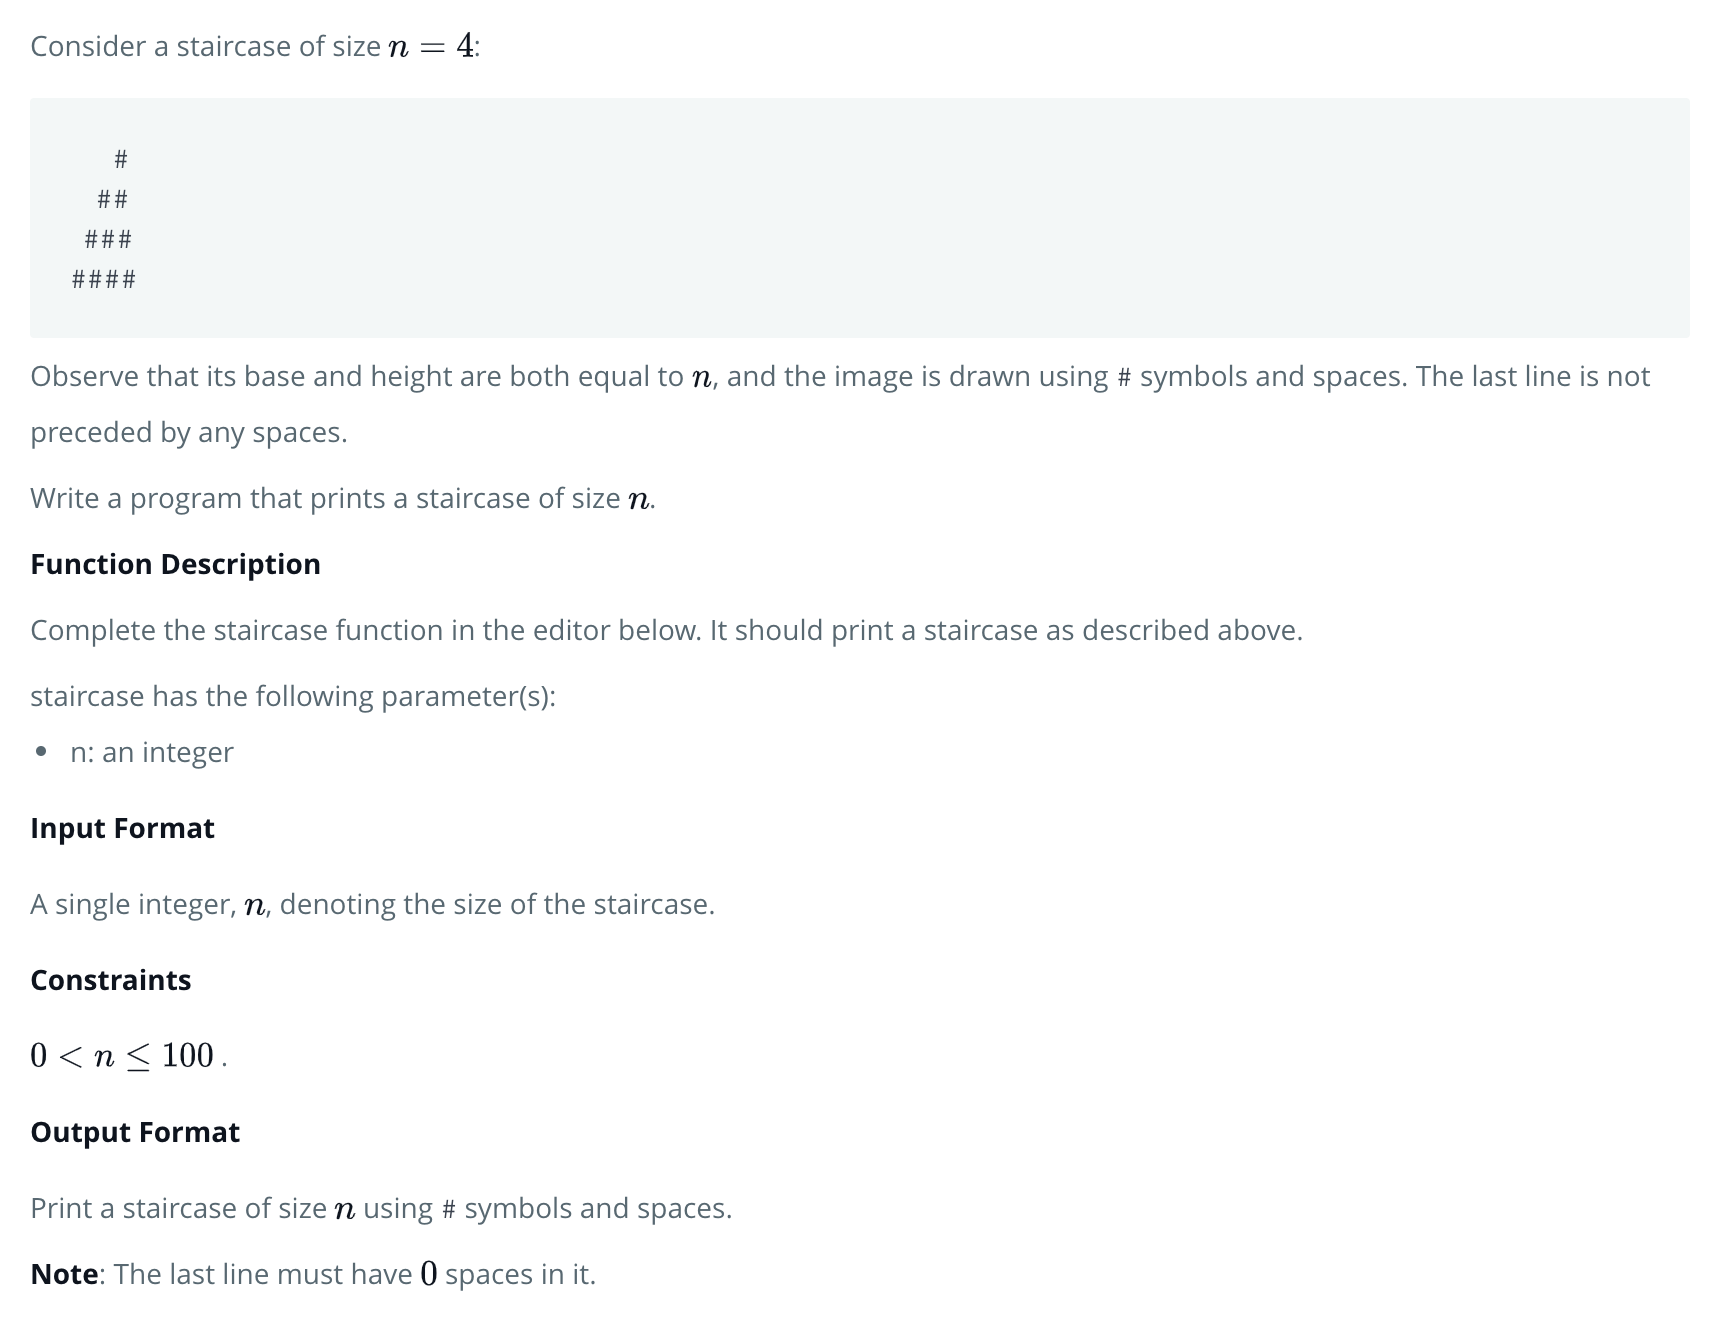 Consider a staircase of size n = 4:
   #
  ##
 ###
####
Observe that its base and height are both equal to n, and the image is drawn using # symbols and spaces. The last line is not
preceded by any spaces.
Write a program that prints a staircase of size n.
Function Description
Complete the staircase function in the editor below. It should print a staircase as described above.
staircase has the following parameter(s):
• n: an integer
Input Format
A single integer, n, denoting the size of the staircase.
Constraints
0 < n ≤ 100 .
Output Format
Print a staircase of size n using # symbols and spaces.
Note: The last line must have 0 spaces in it.